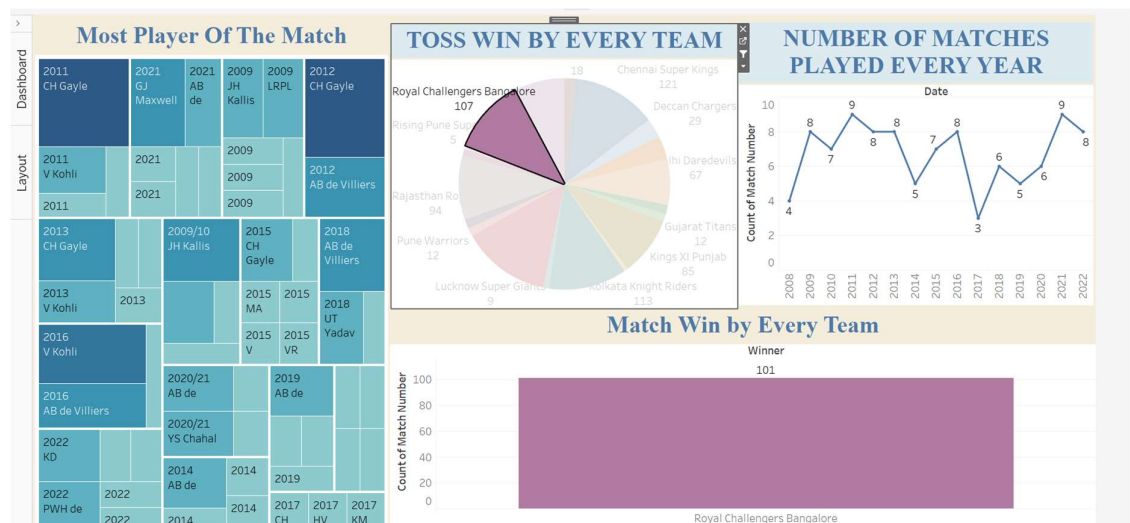 Dashboard
Layout
Most Player Of The Match
2011
CH Gayle
2021
GJ
Maxwell
2021
AB
de
2009
JH
Kallis
2009
LRPL
2012
CH Gayle
2011
V Kohli
2011
2021
2021
2009
2009
2009
2012
AB de Villiers
2013
CH Gayle
2013
V Kohli
2013
2009/10
JH Kallis
2015
CH
Gayle
2015
MA
2015
2015
V
2015
VR
2018
AB de
Villiers
2018
UT
Yadav
2016
V Kohli
2016
AB de Villiers
2020/21
AB de
2020/21
YS Chahal
2019
AB de
2019
2022
KD
2022
PWH de
2022
2022
2014
AB de
2014
2014
2014
2017
CH
2017
HV
2017
KM
TOSS WIN BY EVERY TEAM
18
Chennai Super Kings
121
Royal Challengers Bangalore
107
Deccan Chargers
29
Rising Pune Sup
5
lhi Daredevils
67
Rajasthan Ro
94
Gujarat Titans
12
Pune Warriors
12
Kings XI Punjab
85
Lucknow Super Giants
9
Kolkata Knight Riders
113
NUMBER OF MATCHES
PLAYED EVERY YEAR
Date
Count of Match Number
10
8
6
4
2
0
4
8
7
9
8
8
5
7
8
3
6
5
6
9
8
2008
2009
2010
2011
2012
2013
2014
2015
2016
2017
2018
2019
2020
2021
2022
Match Win by Every Team
Winner
101
Count of Match Number
100
80
60
40
20
0
Royal Challengers Bangalore